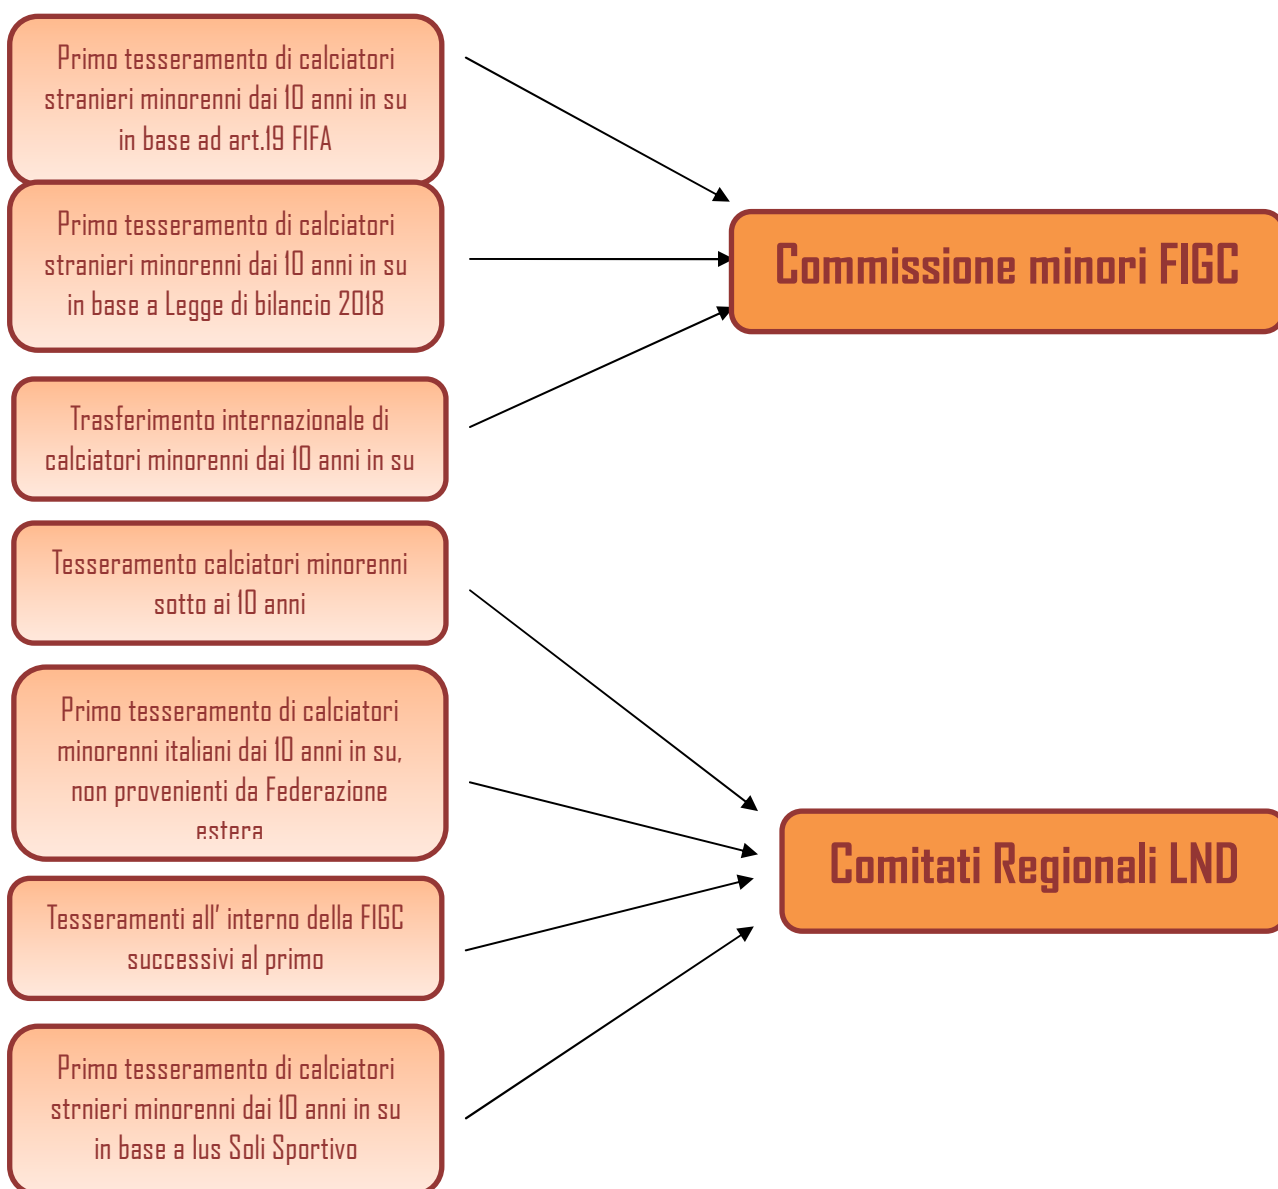 Primo tesseramento di calciatori
stranieri minorenni dai 10 anni in su
in base ad art.19 FIFA
Primo tesseramento di calciatori
stranieri minorenni dai 10 anni in su
in base a Legge di bilancio 2018
Trasferimento internazionale di
calciatori minorenni dai 10 anni in su
Commissione minori FIGC
Tesseramento calciatori minorenni
sotto ai 10 anni
Primo tesseramento di calciatori
minorenni italiani dai 10 anni in su,
non provenienti da Federazione
estera
Tesseramenti all' interno della FIGC
successivi al primo
Primo tesseramento di calciatori
strnieri minorenni dai 10 anni in su
in base a Ius Soli Sportivo
Comitati Regionali LND